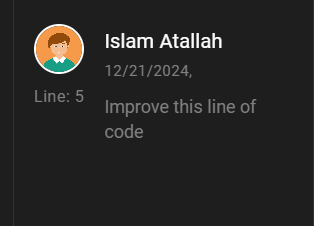 Islam Atallah
12/21/2024,
Line: 5
Improve this line of
code